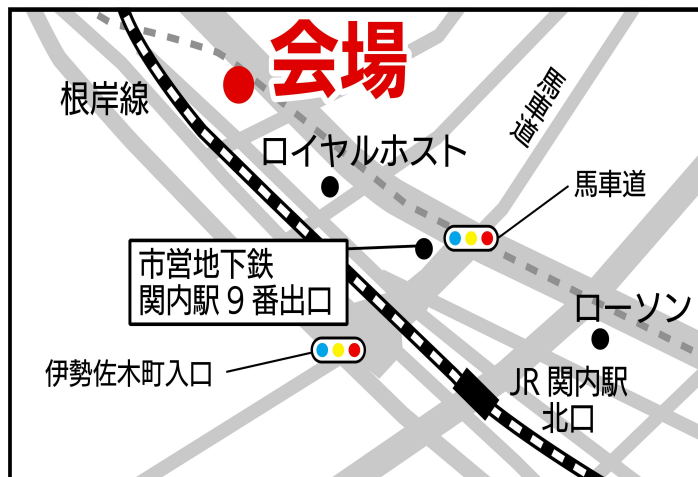 会場
根岸線
馬車道
ロイヤルホスト
馬車道
市営地下鉄
関内駅9番出口
ローソン
伊勢佐木町入口
JR関内駅
北口